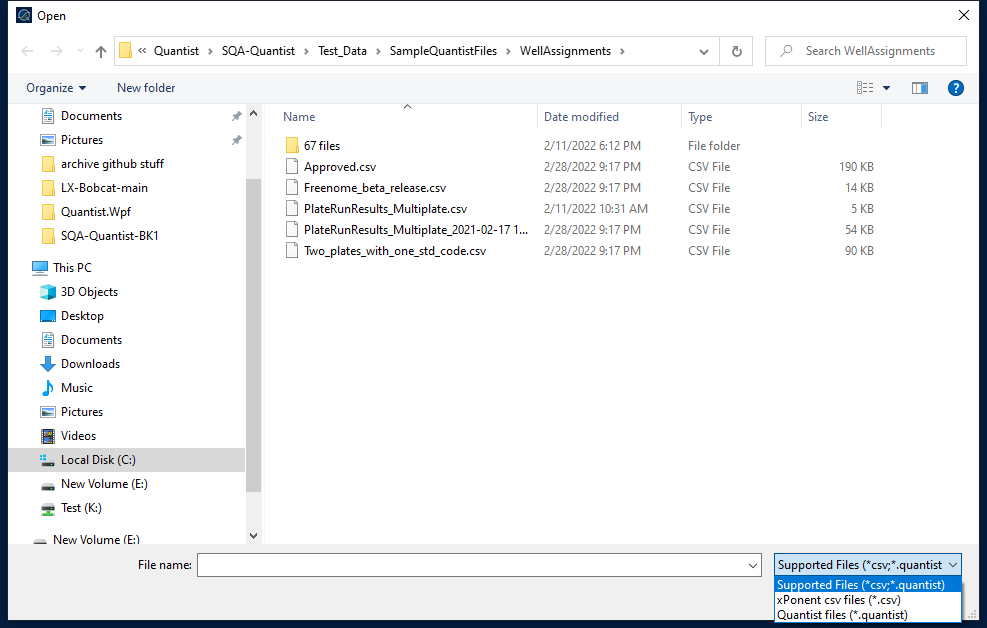 Open
« Quantist › SQA-Quantist › Test_Data › SampleQuantistFiles › WellAssignments ›
Search WellAssignments
Organize
New folder
?
Documents
Pictures
archive github stuff
LX-Bobcat-main
Quantist.Wpf
SQA-Quantist-BK1
This PC
3D Objects
Desktop
Documents
Downloads
Music
Pictures
Videos
Local Disk (C:)
New Volume (E:)
Test (K:)
New Volume (E:)
Name Date modified Type Size
67 files 2/11/2022 6:12 PM File folder
Approved.csv 2/28/2022 9:17 PM CSV File 190 KB
Freenome_beta_release.csv 2/28/2022 9:17 PM CSV File 14 KB
PlateRunResults_Multiplate.csv 2/11/2022 10:31 AM CSV File 5 KB
PlateRunResults_Multiplate_2021-02-17 1... 2/28/2022 9:17 PM CSV File 54 KB
Two_plates_with_one_std_code.csv 2/28/2022 9:17 PM CSV File 90 KB
File name:
Supported Files (*csv;*.quantist
Supported Files (*csv;*.quantist)
xPonent csv files (*.csv)
Quantist files (*.quantist)